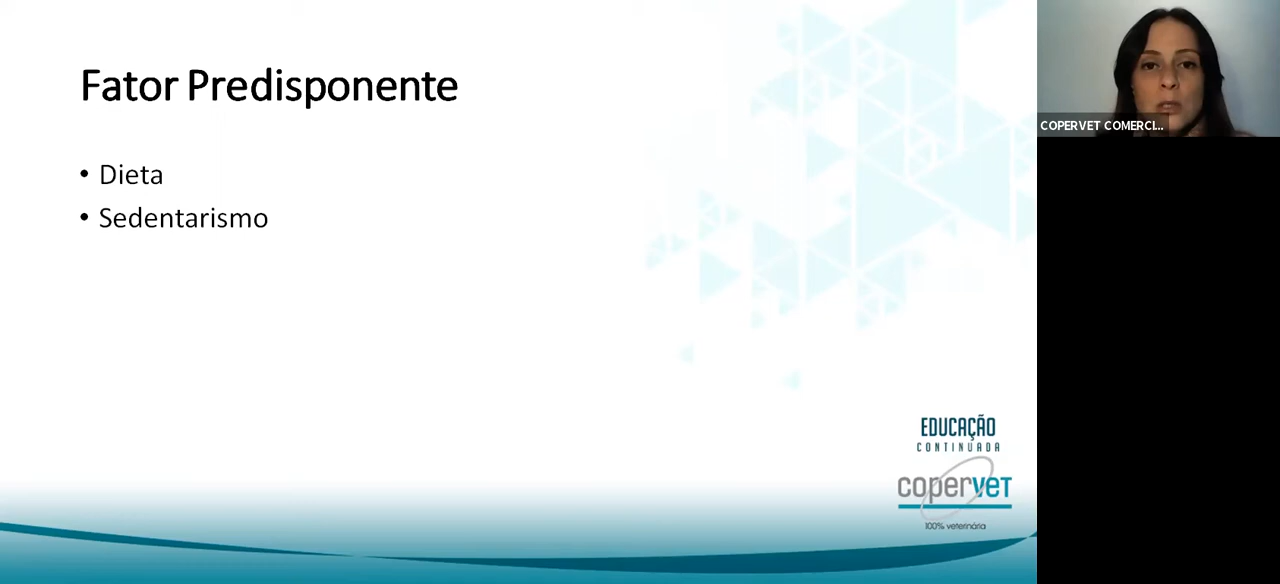 Fator Predisponente
• Dieta
• Sedentarismo
EDUCAÇÃO
CONTINUADA
copervet
100% veterinária
COPERVET COMERCI...